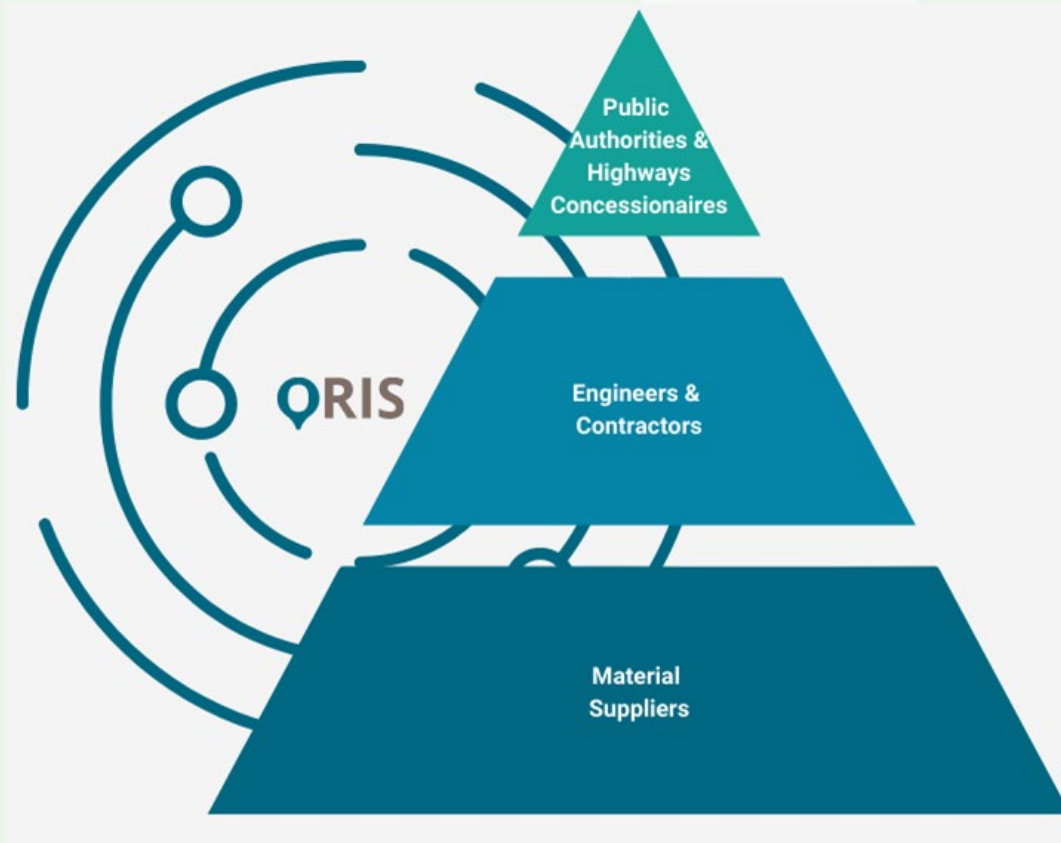 Public
Authorities &
Highways
Concessionaires
ORIS
Engineers &
Contractors
Material
Suppliers